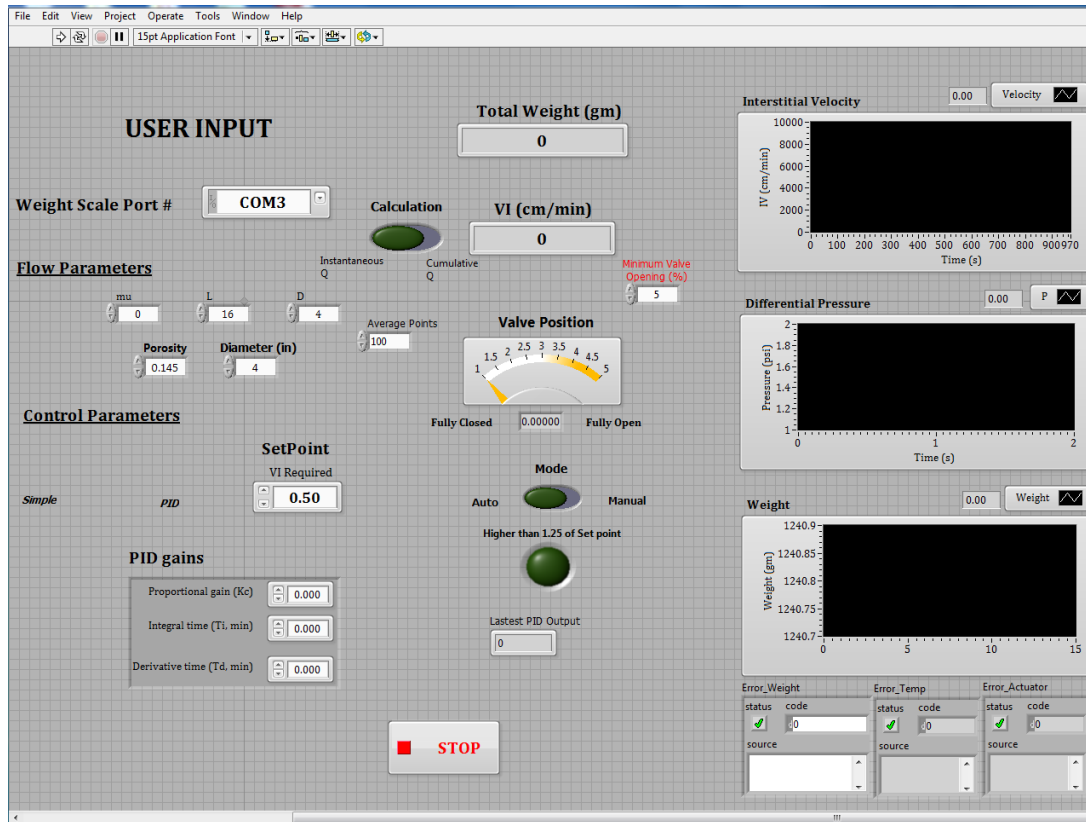 File Edit View Project Operate Tools Window Help
15pt Application Font
USER INPUT
Total Weight (gm)
0
Weight Scale Port #
COM3
Calculation
Instantaneous Q
Cumulative Q
VI (cm/min)
0
Minimum Valve Opening (%)
5
Flow Parameters
mu
0
L
16
D
4
Average Points
100
Porosity
0.145
Diameter (in)
4
Valve Position
1 1.5 2 2.5 3 3.5 4 4.5 5
Fully Closed
0.00000
Fully Open
Control Parameters
SetPoint
VI Required
0.50
Simple
PID
Mode
Auto
Manual
Higher than 1.25 of Set point
PID gains
Proportional gain (Kc)
0.000
Integral time (Ti, min)
0.000
Derivative time (Td, min)
0.000
Lastest PID Output
0
STOP
Interstitial Velocity
0.00
Velocity
IV (cm/min)
10000
8000
6000
4000
2000
0
0 100 200 300 400 500 600 700 800 900 970
Time (s)
Differential Pressure
0.00
P
Pressure (psi)
2
1.8
1.6
1.4
1.2
1
0 1 2
Time (s)
Weight
0.00
Weight
Weight (gm)
1240.9
1240.85
1240.8
1240.75
1240.7
0 5 10 15
Error_Weight
status code
0
source
Error_Temp
status code
0
source
Error_Actuator
status code
0
source